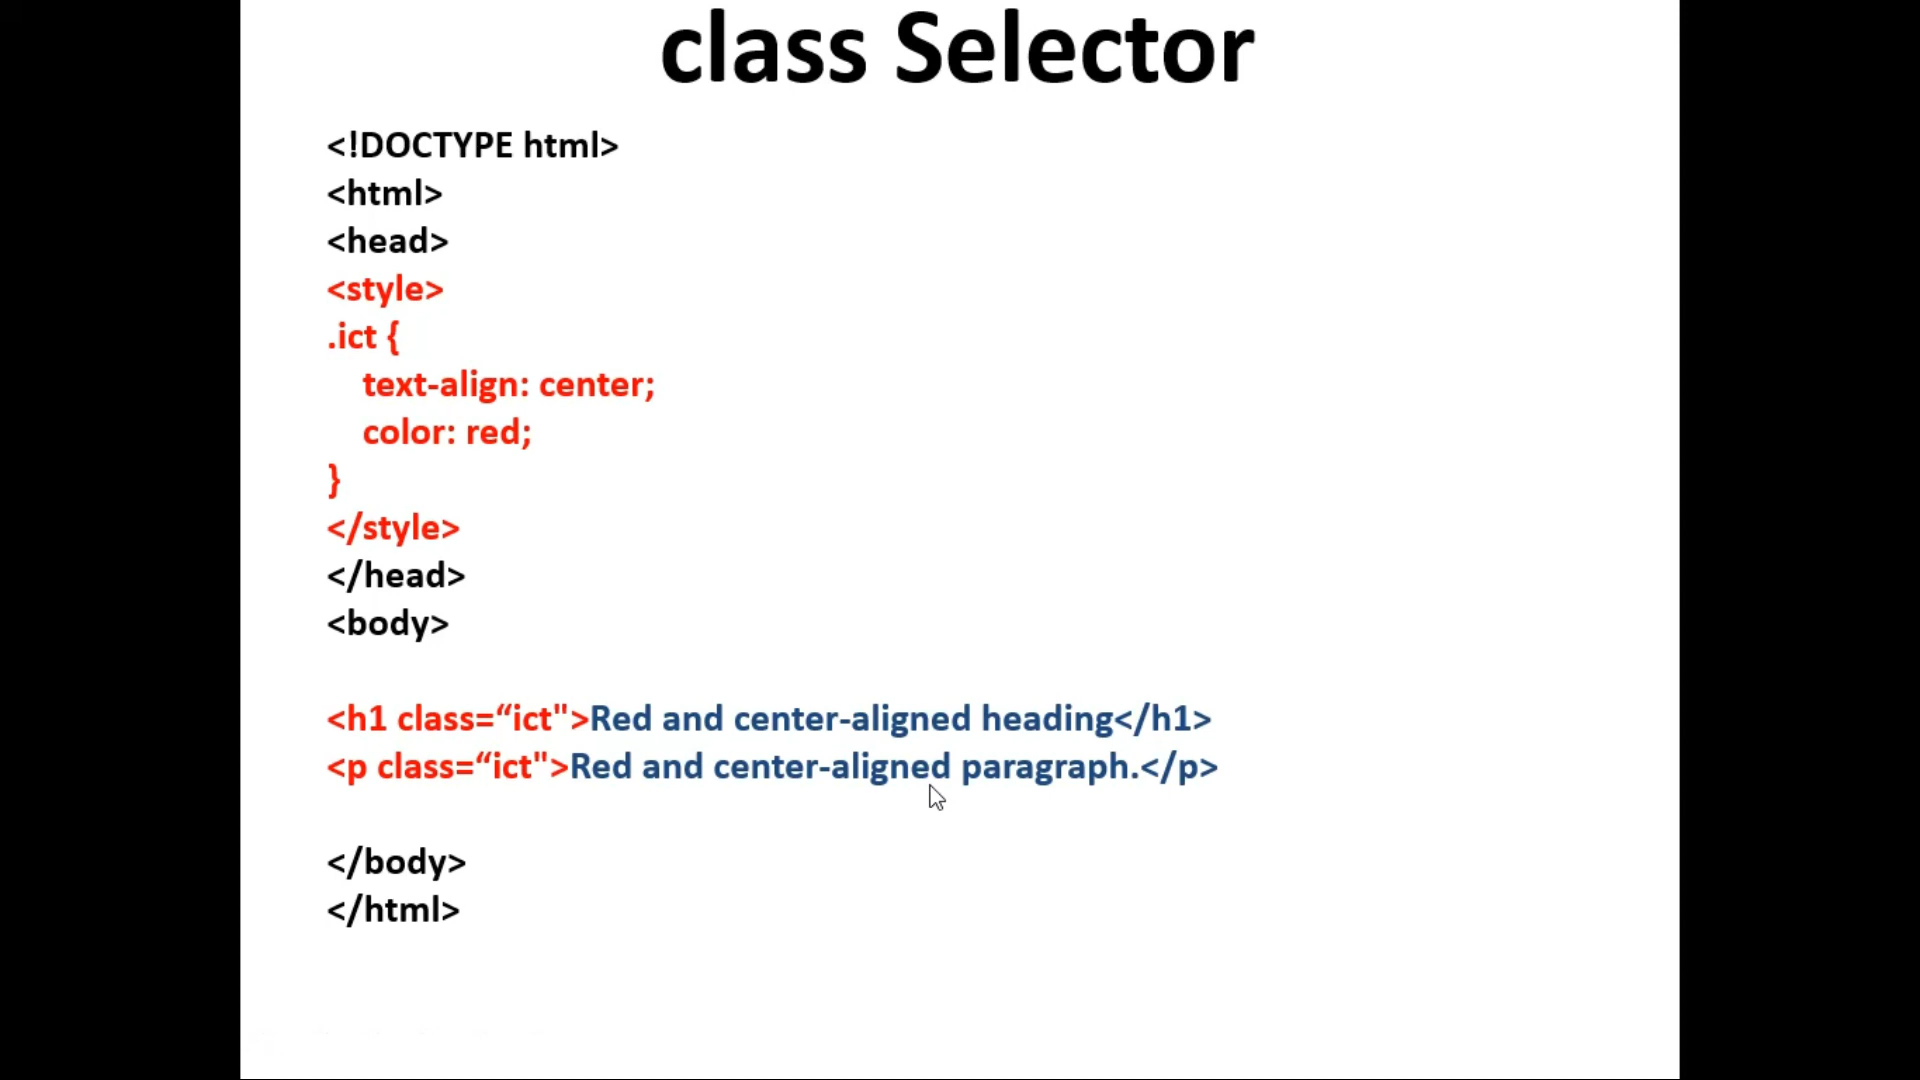 class Selector
<!DOCTYPE html>
<html>
<head>
<style>
.ict {
text-align: center;
color: red;
}
</style>
</head>
<body>
<h1 class=“ict">Red and center-aligned heading</h1>
<p class=“ict">Red and center-aligned paragraph.</p>
</body>
</html>